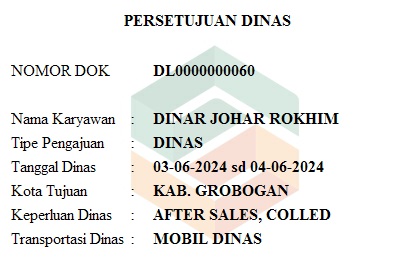 PERSETUJUAN DINAS
NOMOR DOK DL0000000060
Nama Karyawan : DINAR JOHAR ROKHIM
Tipe Pengajuan : DINAS
Tanggal Dinas : 03-06-2024 sd 04-06-2024
Kota Tujuan : KAB. GROBOGAN
Keperluan Dinas : AFTER SALES, COLLED
Transportasi Dinas : MOBIL DINAS